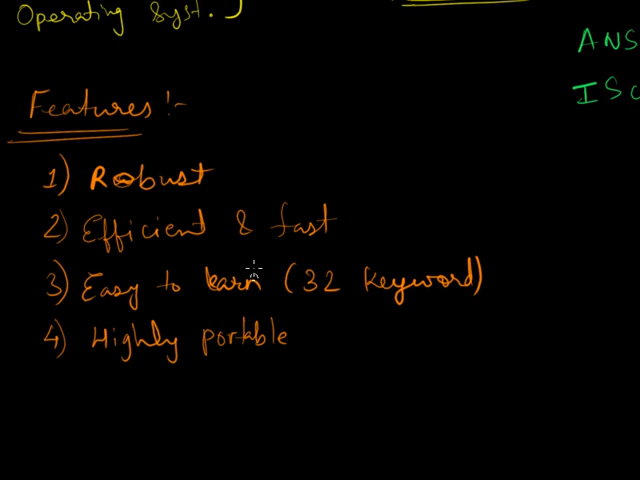 Operating Syst.
ANS
ISO
Features :-
1) Robust
2) Efficient & fast
3) Easy to learn (32 keyword)
4) Highly portable